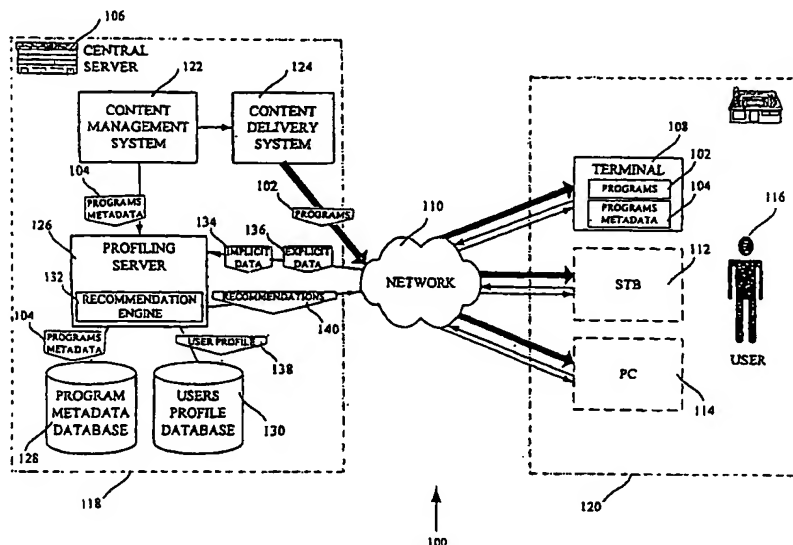 106
CENTRAL
SERVER
122
124
CONTENT
MANAGEMENT
SYSTEM
CONTENT
DELIVERY
SYSTEM
104
PROGRAMS
METADATA
102
PROGRAMS
134
136
126
PROFILING
SERVER
IMPLICIT
DATA
EXPLICIT
DATA
132
RECOMMENDATION
ENGINE
RECOMMENDATIONS
140
104
PROGRAMS
METADATA
USER PROFILE
138
PROGRAM
METADATA
DATABASE
128
USERS
PROFILE
DATABASE
130
118
110
NETWORK
108
TERMINAL
102
PROGRAMS
104
PROGRAMS
METADATA
112
STB
PC
114
116
USER
120
100